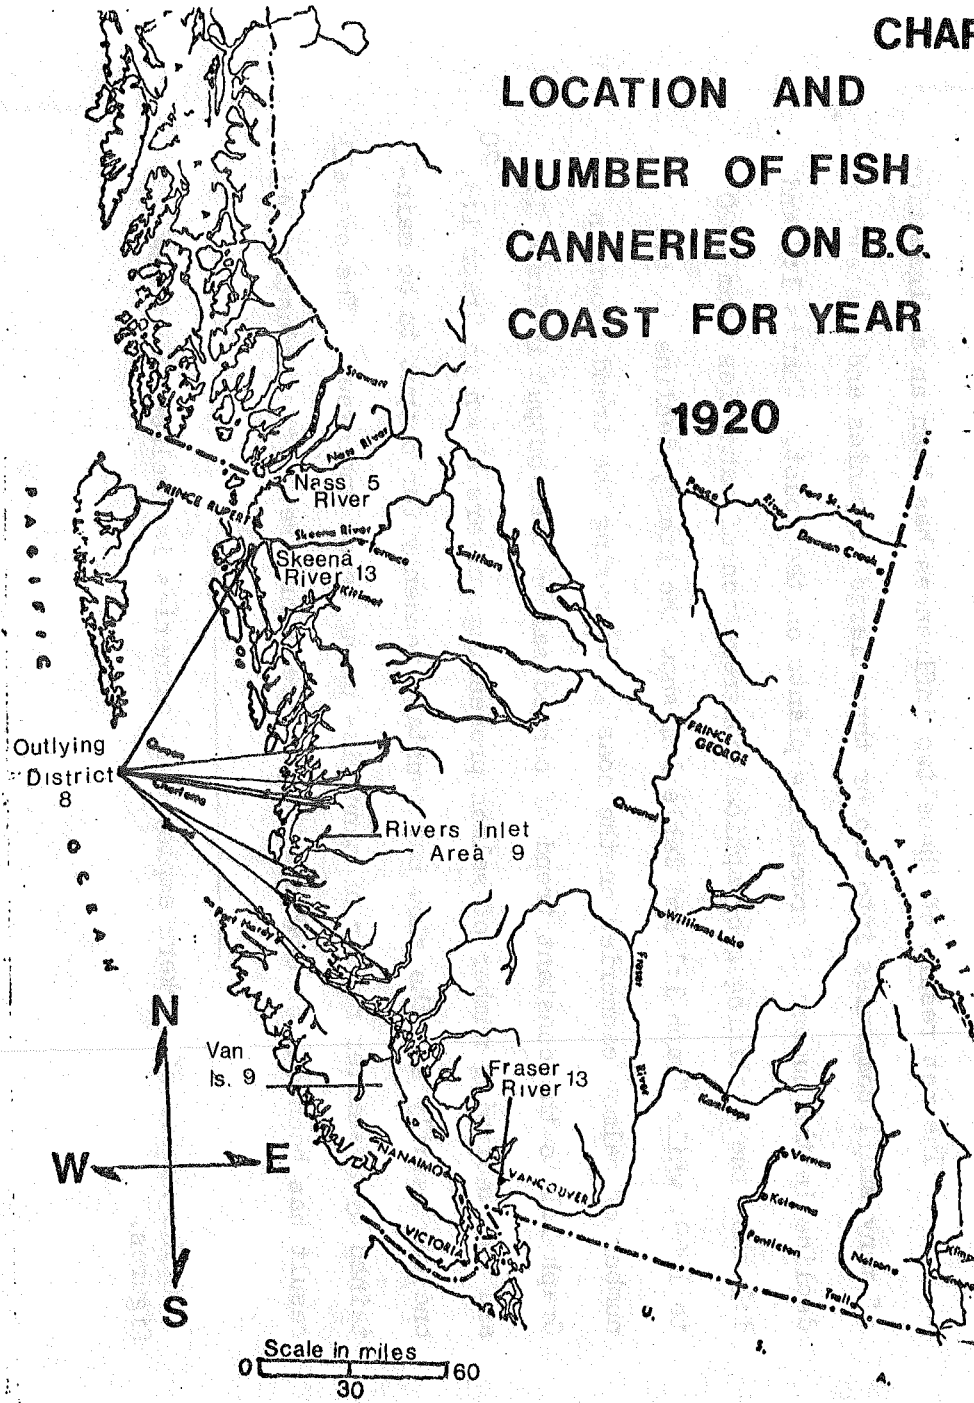 CHAR
LOCATION AND
NUMBER OF FISH
CANNERIES ON B.C.
COAST FOR YEAR
1920
Stewart
Nass River
Nass 5
River
PRINCE RUPERT
Skeena River
Terrace
Skeena
River 13
Kitimat
Smithers
Peace River
Fort St. John
Dawson Creek
PACIFIC
OCEAN
Outlying
District
8
Queen
Charlotte
PRINCE
GEORGE
Quesnel
Rivers Inlet
Area 9
Williams Lake
Port Hardy
Fraser
River
ALBERT
N
W E
S
Van
Is. 9
Fraser
River 13
Kamloops
NANAIMO
VANCOUVER
VICTORIA
Vernon
Kelowna
Penticton
Nelson
Trail
U. S. A.
Scale in miles
0 60
30